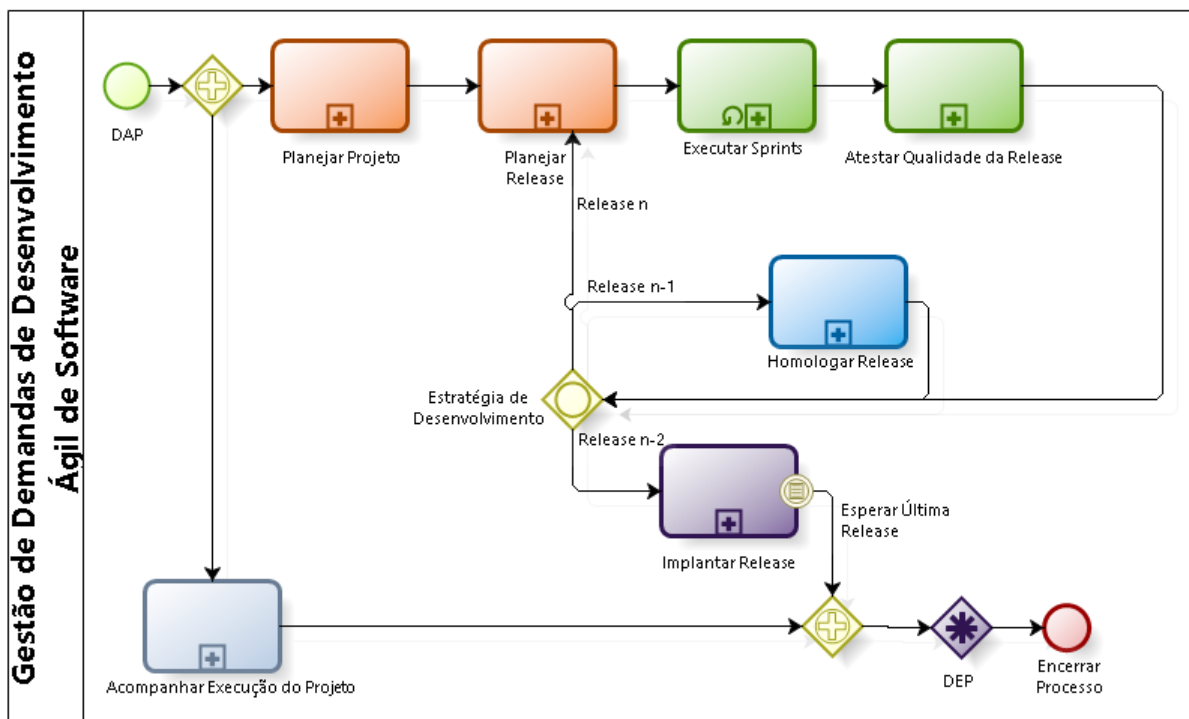 Gestão de Demandas de Desenvolvimento
Ágil de Software
DAP
Planejar Projeto
Planejar
Release
Executar Sprints
Atestar Qualidade da Release
Release n
Release n-1
Homologar Release
Estratégia de
Desenvolvimento
Release n-2
Esperar Última
Release
Implantar Release
Acompanhar Execução do Projeto
DEP
Encerrar
Processo